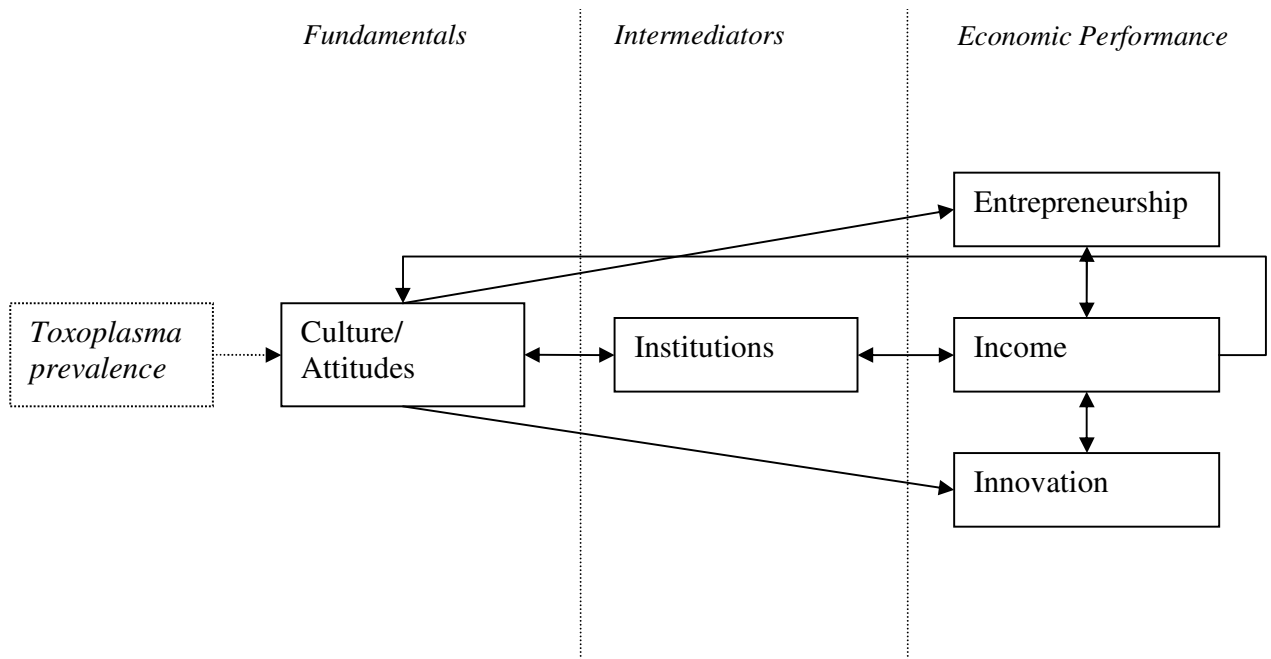 Fundamentals
Intermediators
Economic Performance
Entrepreneurship
Toxoplasma
prevalence
Culture/
Attitudes
Institutions
Income
Innovation